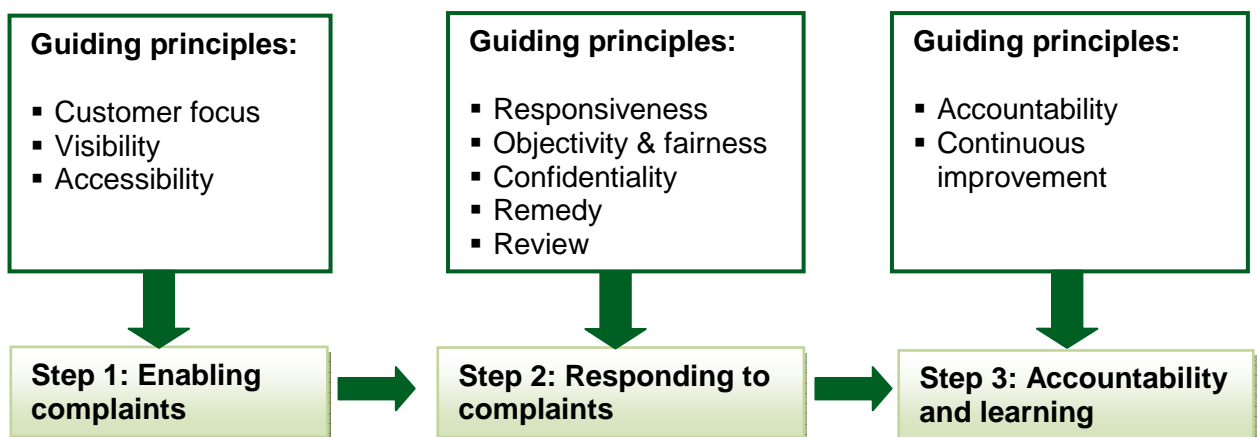 Guiding principles:
▪ Customer focus
▪ Visibility
▪ Accessibility
Step 1: Enabling
complaints
Guiding principles:
▪ Responsiveness
▪ Objectivity & fairness
▪ Confidentiality
▪ Remedy
▪ Review
Step 2: Responding to
complaints
Guiding principles:
▪ Accountability
▪ Continuous
improvement
Step 3: Accountability
and learning